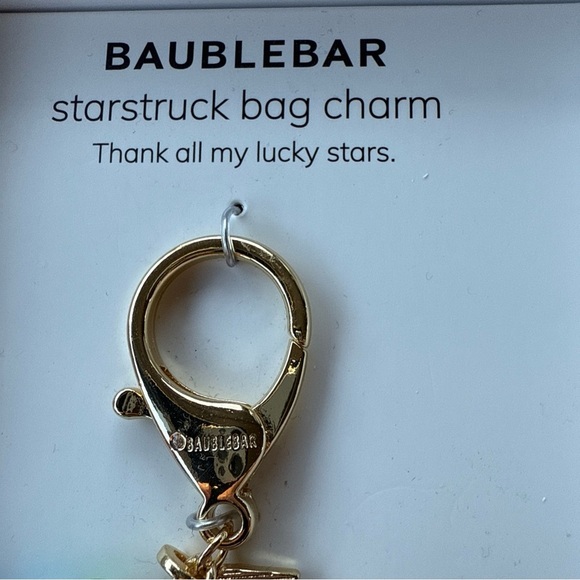 BAUBLEBAR
starstruck bag charm
Thank all my lucky stars.
BAUBLEBAR